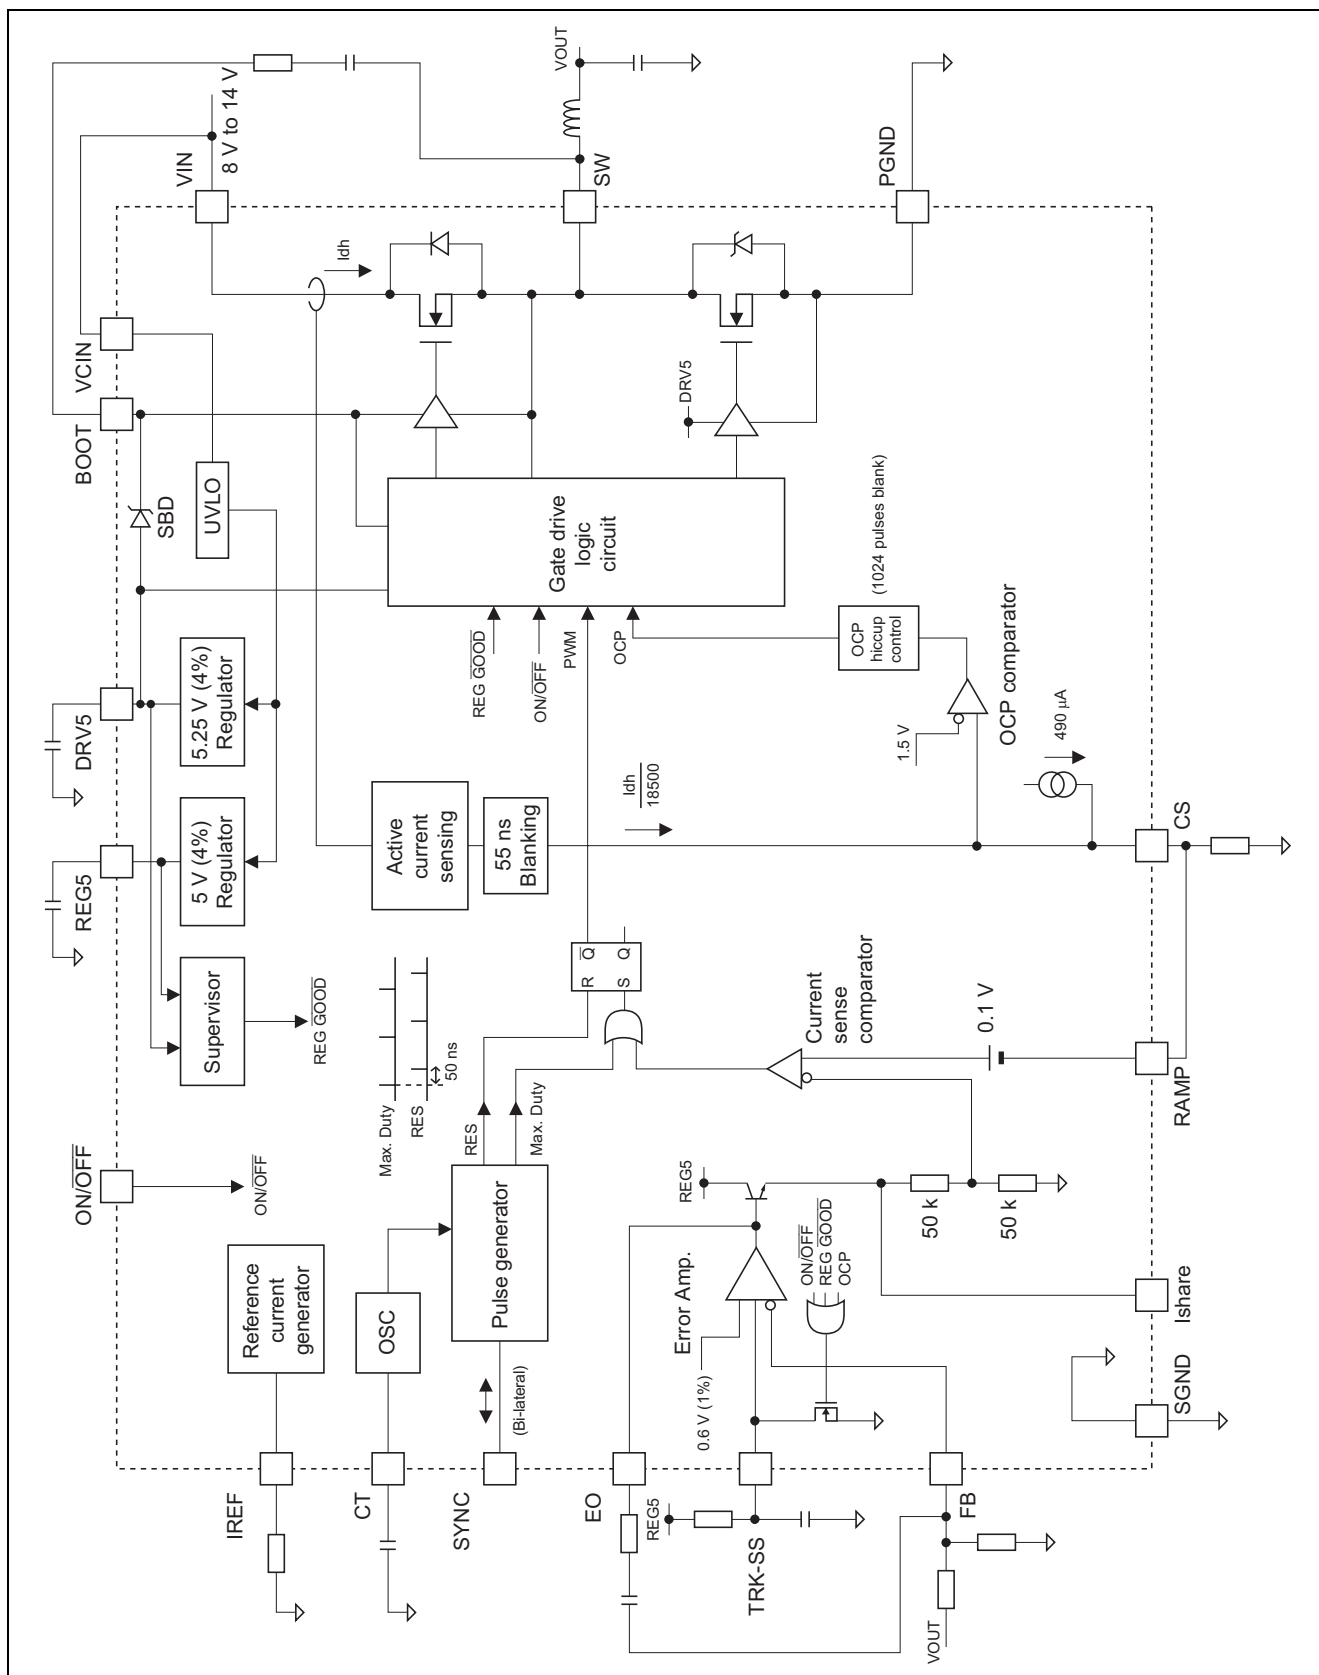 IREF
CT
SYNC
EO
REG5
TRK-SS
FB
VOUT
Reference
current
generator
OSC
Pulse generator
(Bi-lateral)
0.6 V (1%)
Error Amp.
ON/OFF
REG GOOD
OCP
REG5
SGND
Ishare
50 k
50 k
ON/OFF
ON/OFF
Max. Duty
RES
50 ns
RES
Max. Duty
R
Q
S
Q
Current
sense
comparator
0.1 V
RAMP
Supervisor
REG GOOD
REG5
5 V (4%)
Regulator
DRV5
5.25 V (4%)
Regulator
Active
current
sensing
55 ns
Blanking
Idh
18500
CS
490 µA
1.5 V
OCP comparator
OCP
hiccup
control
(1024 pulses blank)
REG GOOD
ON/OFF
PWM
OCP
Gate drive
logic
circuit
BOOT
SBD
UVLO
VCIN
DRV5
Idh
VIN
8 V to 14 V
SW
VOUT
PGND